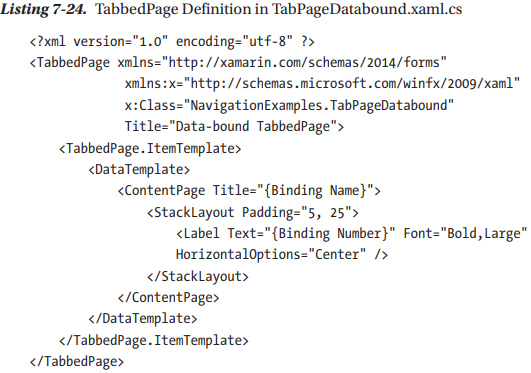 Listing 7-24. TabbedPage Definition in TabPageDatabound.xaml.cs
<?xml version="1.0" encoding="utf-8" ?>
<TabbedPage xmlns="http://xamarin.com/schemas/2014/forms"
xmlns:x="http://schemas.microsoft.com/winfx/2009/xaml"
x:Class="NavigationExamples.TabPageDatabound"
Title="Data-bound TabbedPage">
<TabbedPage.ItemTemplate>
<DataTemplate>
<ContentPage Title="{Binding Name}">
<StackLayout Padding="5, 25">
<Label Text="{Binding Number}" Font="Bold,Large"
HorizontalOptions="Center" />
</StackLayout>
</ContentPage>
</DataTemplate>
</TabbedPage.ItemTemplate>
</TabbedPage>